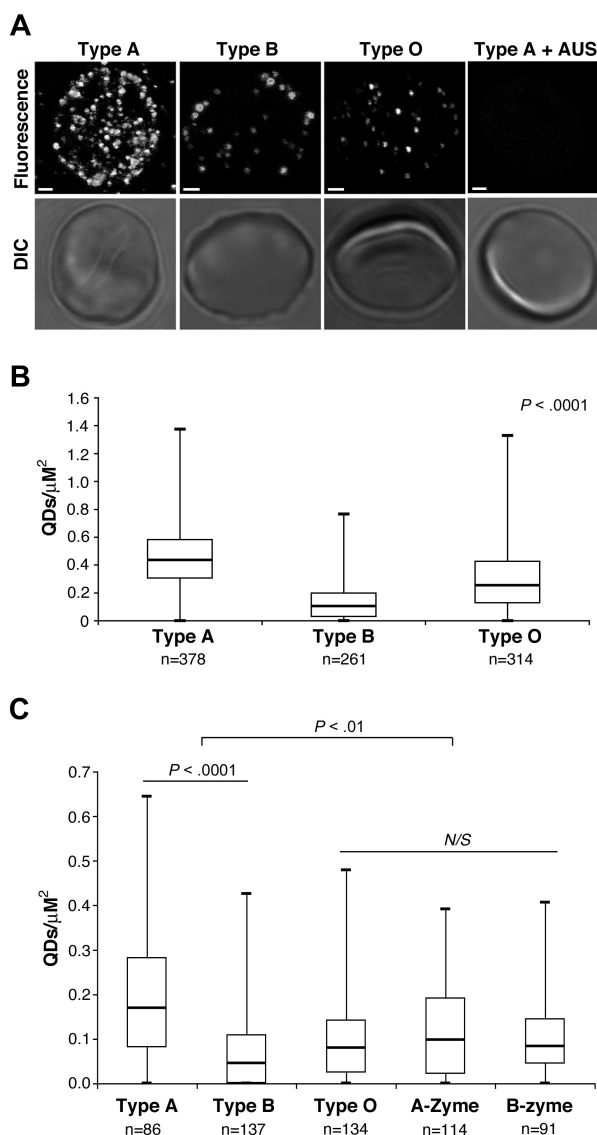 A
Type A Type B Type O Type A + AUS
Fluorescence
DIC
B
P < .0001
QDs/μM²
1.6
1.4
1.2
1.0
0.8
0.6
0.4
0.2
0
Type A Type B Type O
n=378 n=261 n=314
C
P < .01
P < .0001
N/S
QDs/μM²
0.7
0.6
0.5
0.4
0.3
0.2
0.1
0.0
Type A Type B Type O A-Zyme B-zyme
n=86 n=137 n=134 n=114 n=91